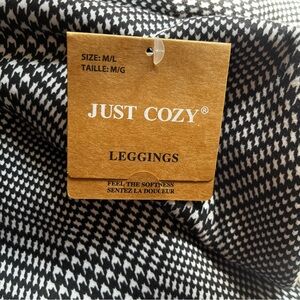 SIZE: M/L
TAILLE: M/G
JUST COZY®
LEGGINGS
FEEL THE SOFTNESS
SENTEZ LA DOUCEUR